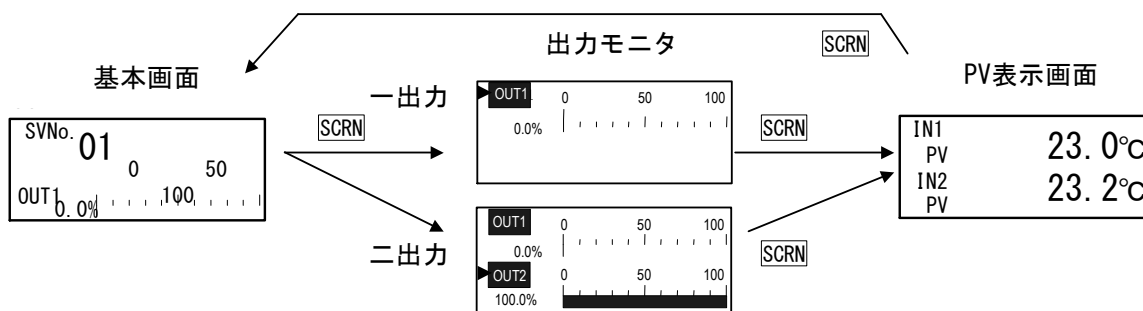 出力モニタ
SCRN
基本画面
PV表示画面
一出力
OUT1
0 50 100
0.0%
SCRN
SCRN
SVNo. 01
0 50
100
OUT1 0.0%
IN1
PV 23.0℃
IN2
PV 23.2℃
二出力
OUT1
0 50 100
0.0%
OUT2
0 50 100
100.0%
SCRN